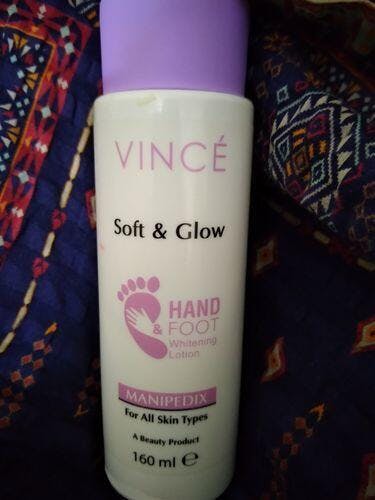 VINCÉ
Soft & Glow
HAND
& FOOT
Whitening
Lotion
MANIPEDIX
For All Skin Types
A Beauty Product
160 ml ℮